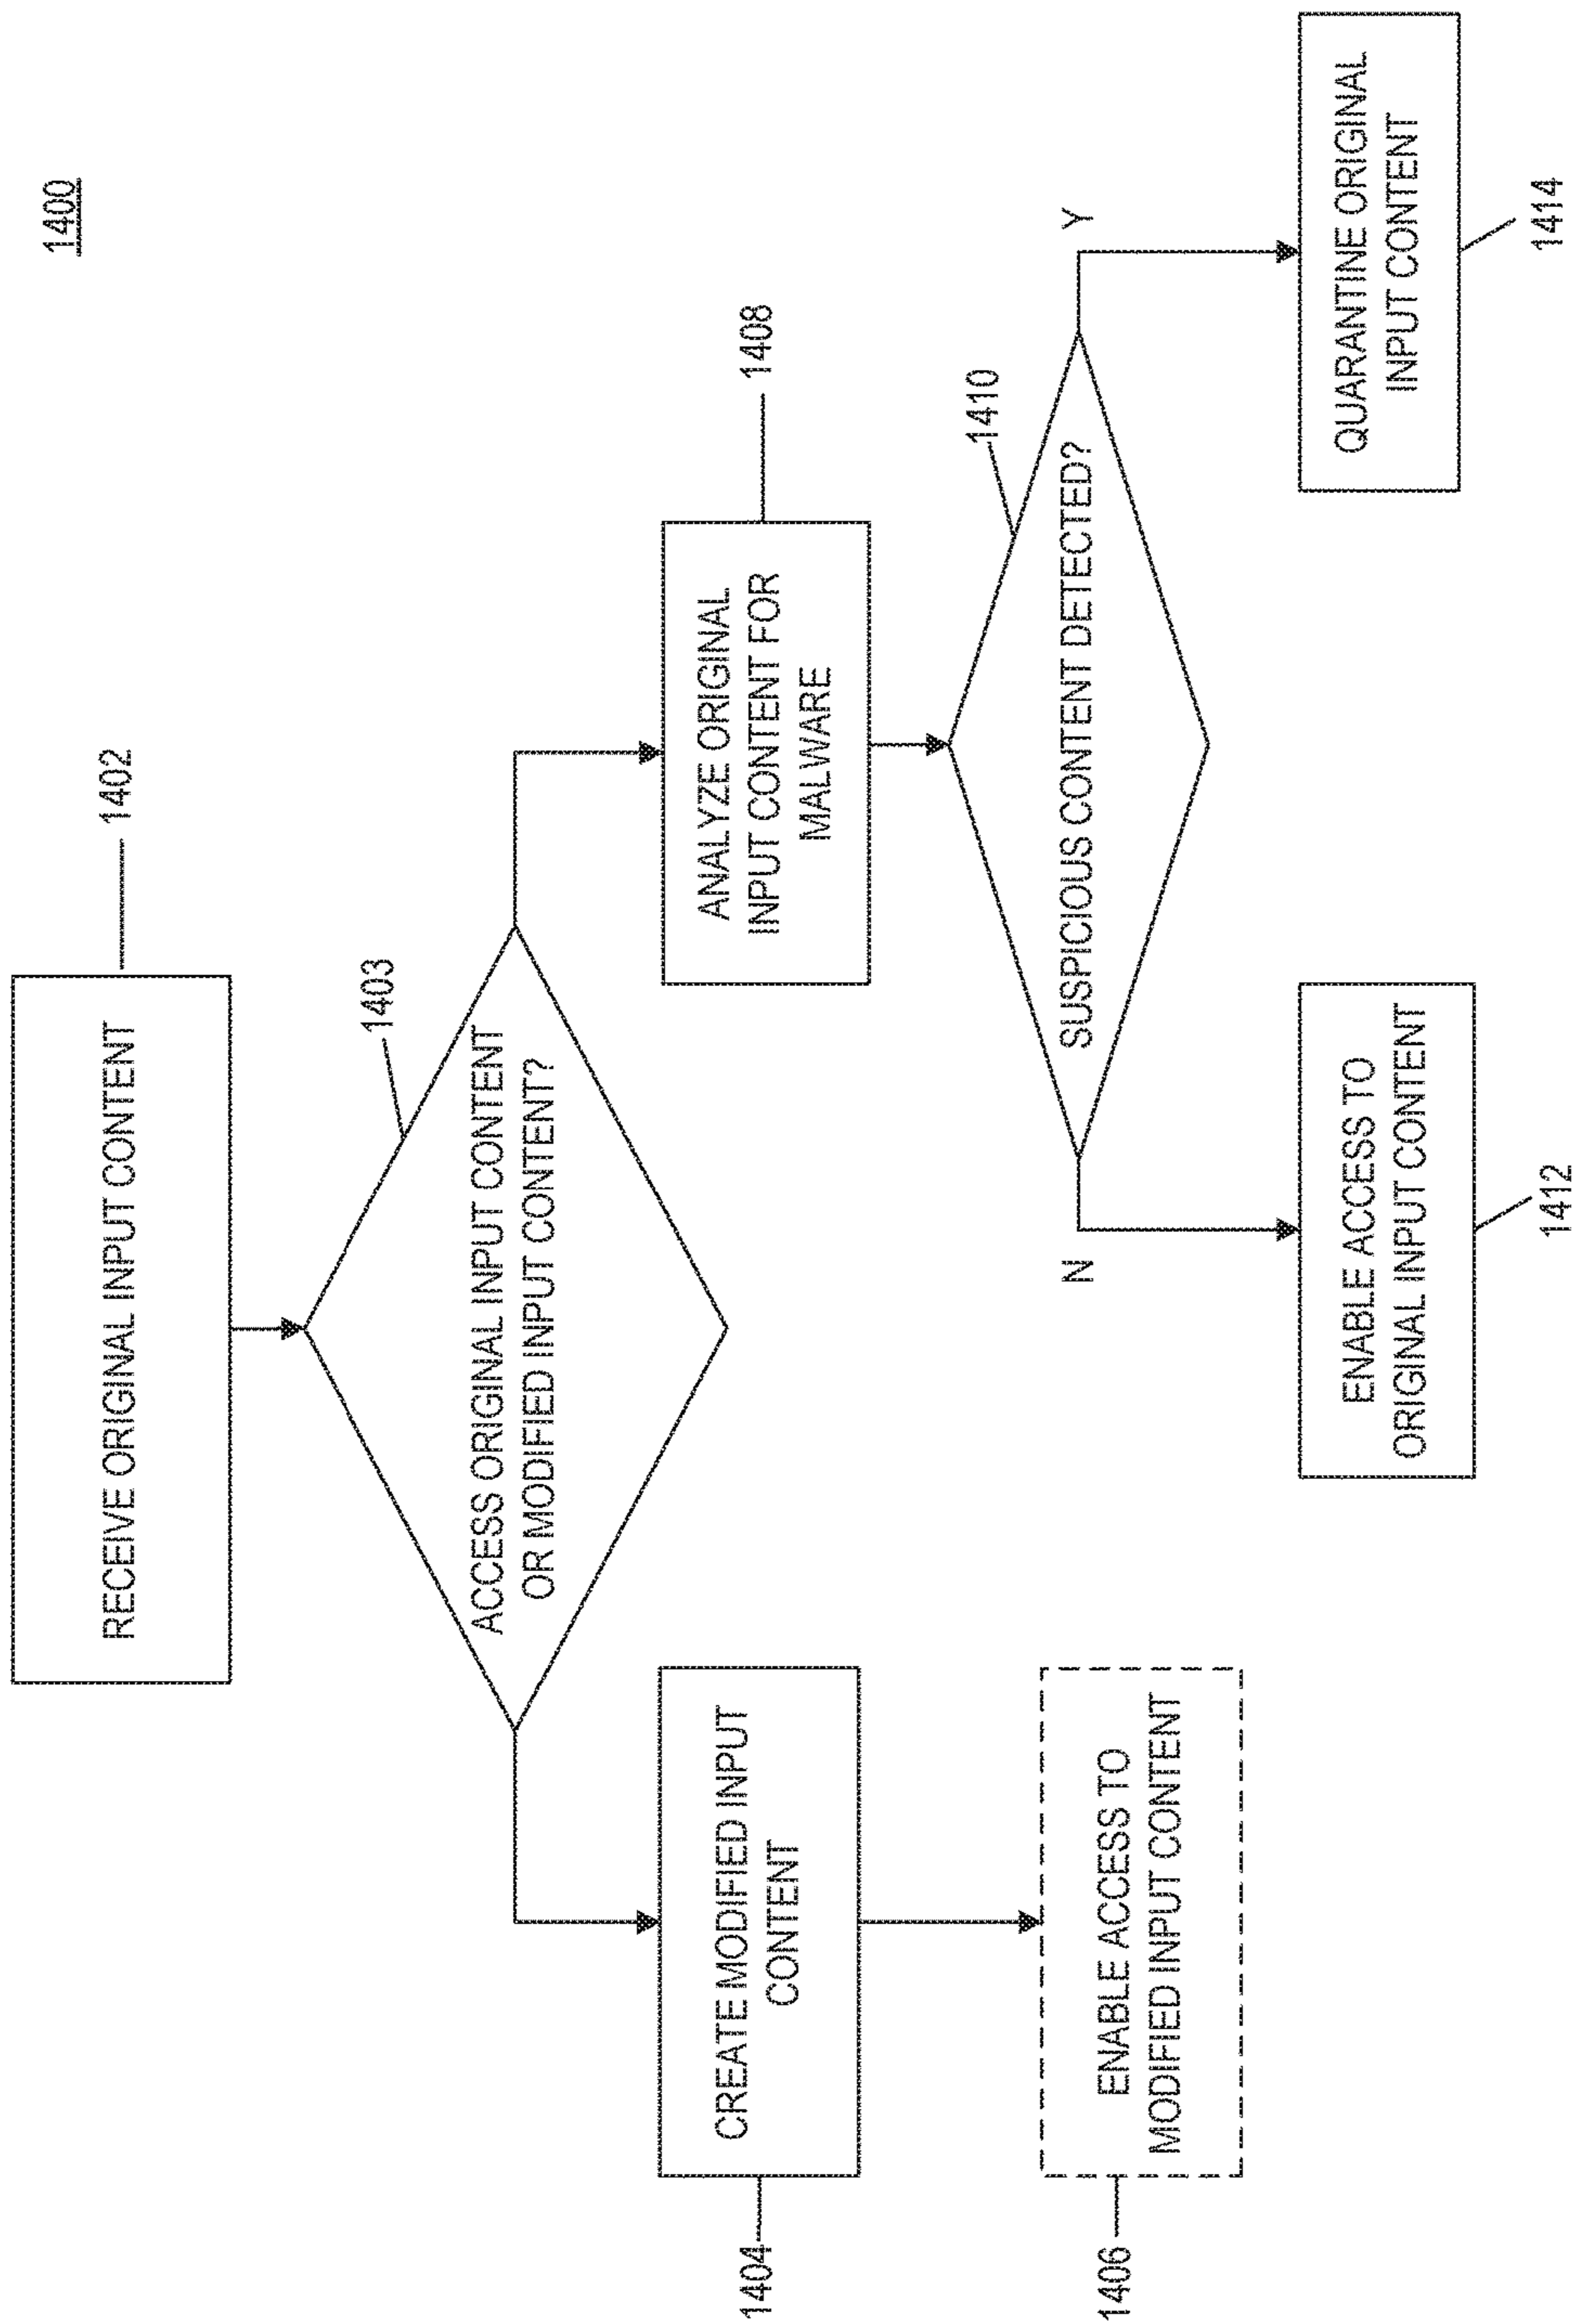 1400
RECEIVE ORIGINAL INPUT CONTENT
1402
1403
ACCESS ORIGINAL INPUT CONTENT
OR MODIFIED INPUT CONTENT?
1404
CREATE MODIFIED INPUT
CONTENT
ANALYZE ORIGINAL
INPUT CONTENT FOR
MALWARE
1408
1406
ENABLE ACCESS TO
MODIFIED INPUT CONTENT
1410
SUSPICIOUS CONTENT DETECTED?
N
Y
ENABLE ACCESS TO
ORIGINAL INPUT CONTENT
1412
QUARANTINE ORIGINAL
INPUT CONTENT
1414